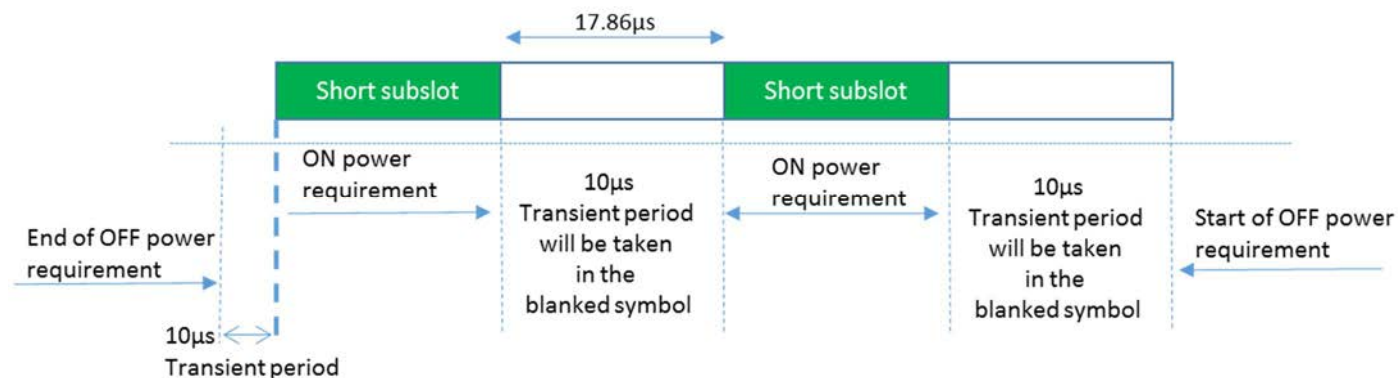 17.86µs
Short subslot
Short subslot
ON power
requirement
10µs
Transient period
will be taken
in the
blanked symbol
ON power
requirement
10µs
Transient period
will be taken
in the
blanked symbol
End of OFF power
requirement
Start of OFF power
requirement
10µs
Transient period